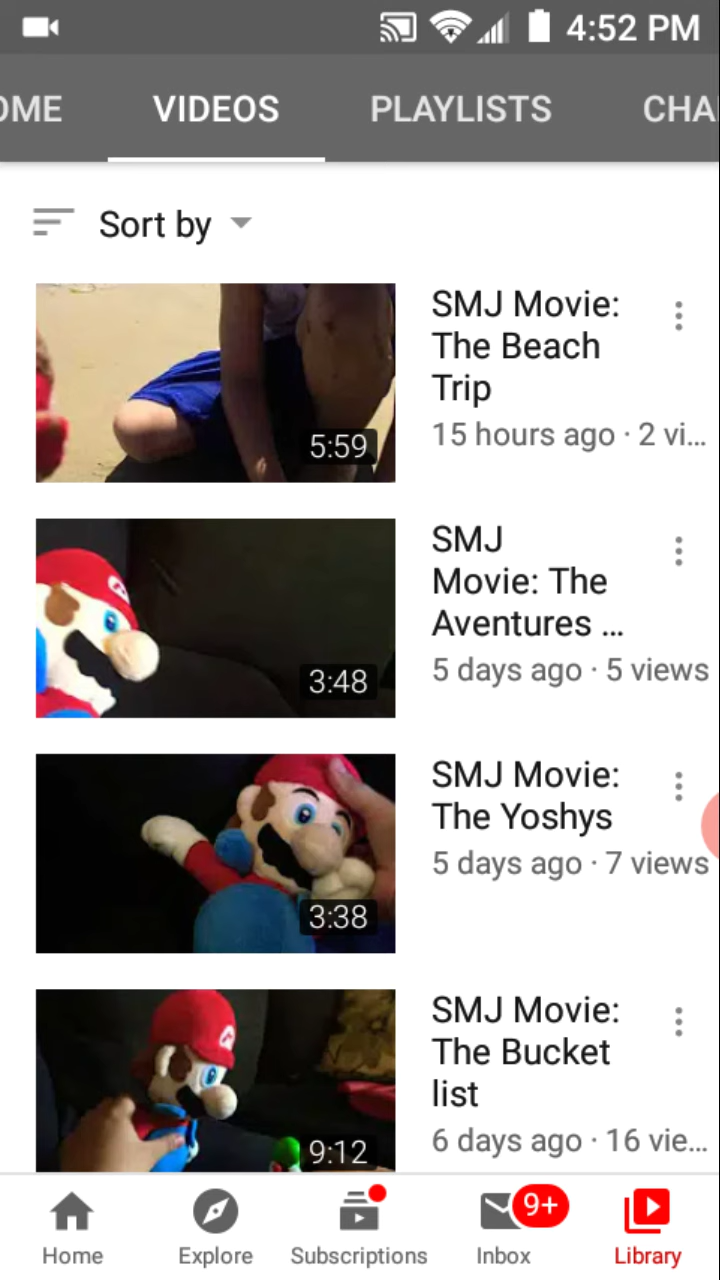 4:52 PM
OME VIDEOS PLAYLISTS CHA
Sort by
SMJ Movie:
The Beach
Trip
15 hours ago · 2 vi...
5:59
SMJ
Movie: The
Aventures ...
5 days ago · 5 views
3:48
SMJ Movie:
The Yoshys
5 days ago · 7 views
3:38
SMJ Movie:
The Bucket
list
6 days ago · 16 vie...
9:12
9+
Home Explore Subscriptions Inbox Library